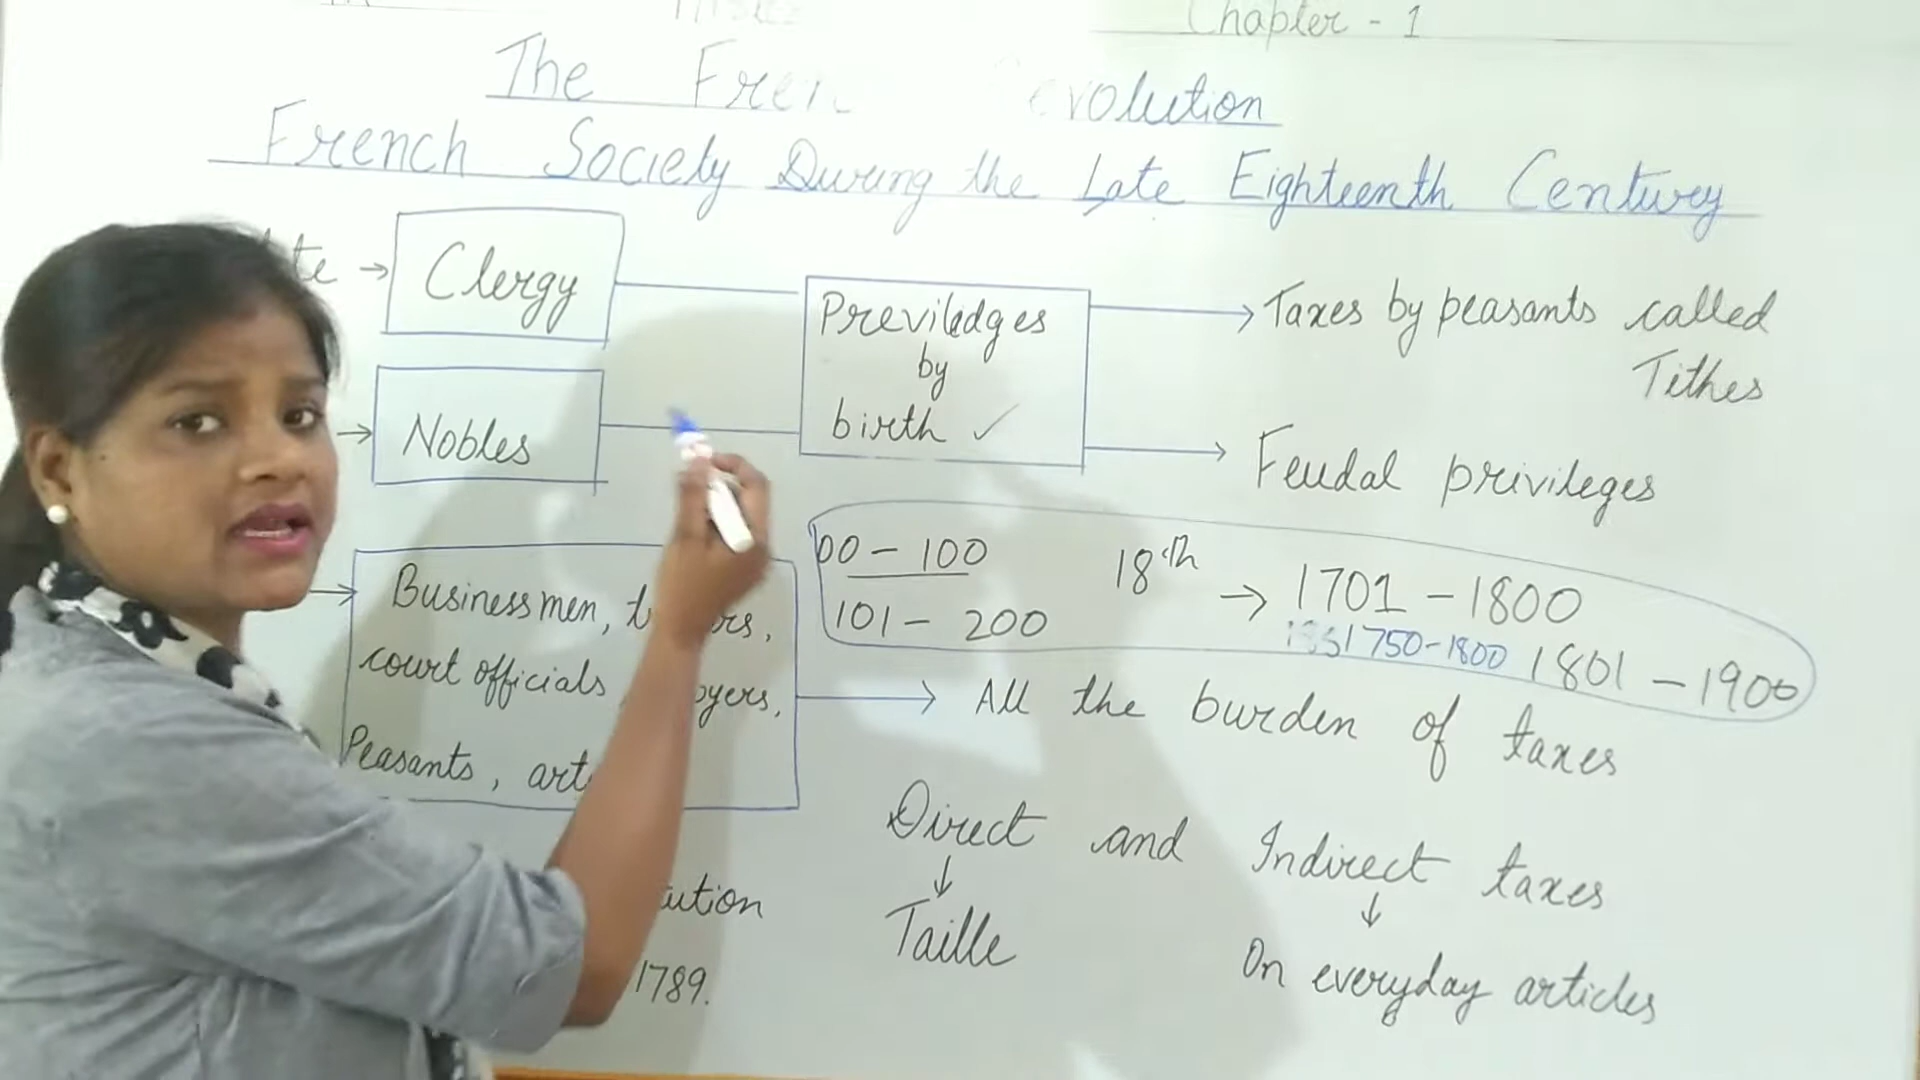 Chapter - 1
The
French Society During the Late Eighteenth Century
→ Clergy
Previledges
by
birth ✓
→ Taxes by peasants called
Tithes
→ Nobles
→ Feudal privileges
00 - 100
101 - 200
18th → 1701 - 1800
1750-1800
1801 - 1900
→ Businessmen,
court officials
Peasants,
→ All the burden of taxes
Direct and Indirect taxes
↓ ↓
Taille
On everyday articles
1789.